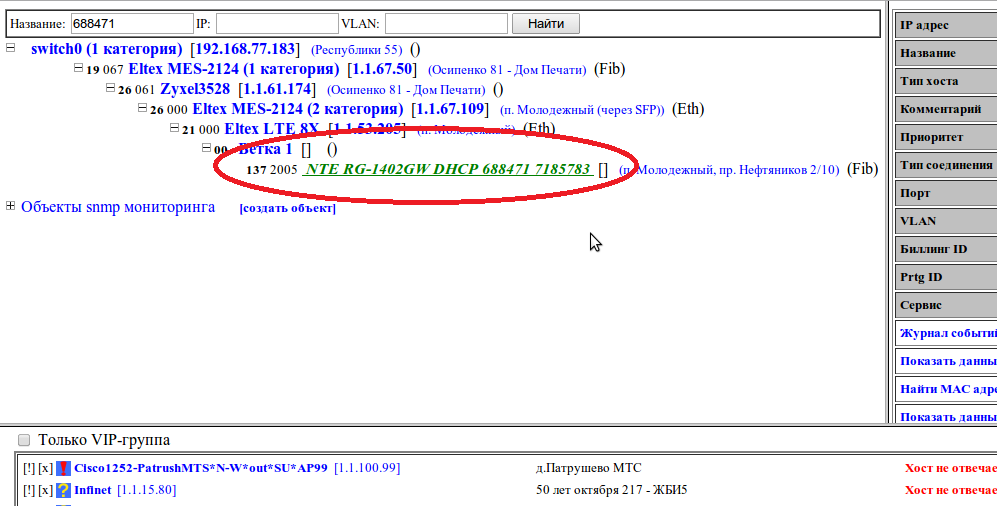 Название: 688471 IP: VLAN: Найти
switch0 (1 категория) [192.168.77.183] (Республики 55) ()
19 067 Eltex MES-2124 (1 категория) [1.1.67.50] (Осипенко 81 - Дом Печати) (Fib)
26 061 Zyxel3528 [1.1.61.174] (Осипенко 81 - Дом Печати) ()
26 000 Eltex MES-2124 (2 категория) [1.1.67.109] (п. Молодежный (через SFP)) (Eth)
21 000 Eltex LTE 8X [1.1.53.205] (п. Молодежный) (Eth)
00 Ветка 1 [] ()
137 2005 NTE RG-1402GW DHCP 688471 7185783 [] (п. Молодежный, пр. Нефтяников 2/10) (Fib)
Объекты snmp мониторинга [создать объект]
IP адрес
Название
Тип хоста
Комментарий
Приоритет
Тип соединения
Порт
VLAN
Биллинг ID
Prtg ID
Сервис
Журнал событий
Показать данны
Найти MAC адре
Показать данны
Только VIP-группа
[!] [x] ! Cisco1252-PatrushMTS*N-W*out*SU*AP99 [1.1.100.99] д.Патрушево МТС Хост не отвечае
[!] [x] ? Infinet [1.1.15.80] 50 лет октября 217 - ЖБИ5 Хост не отвечае